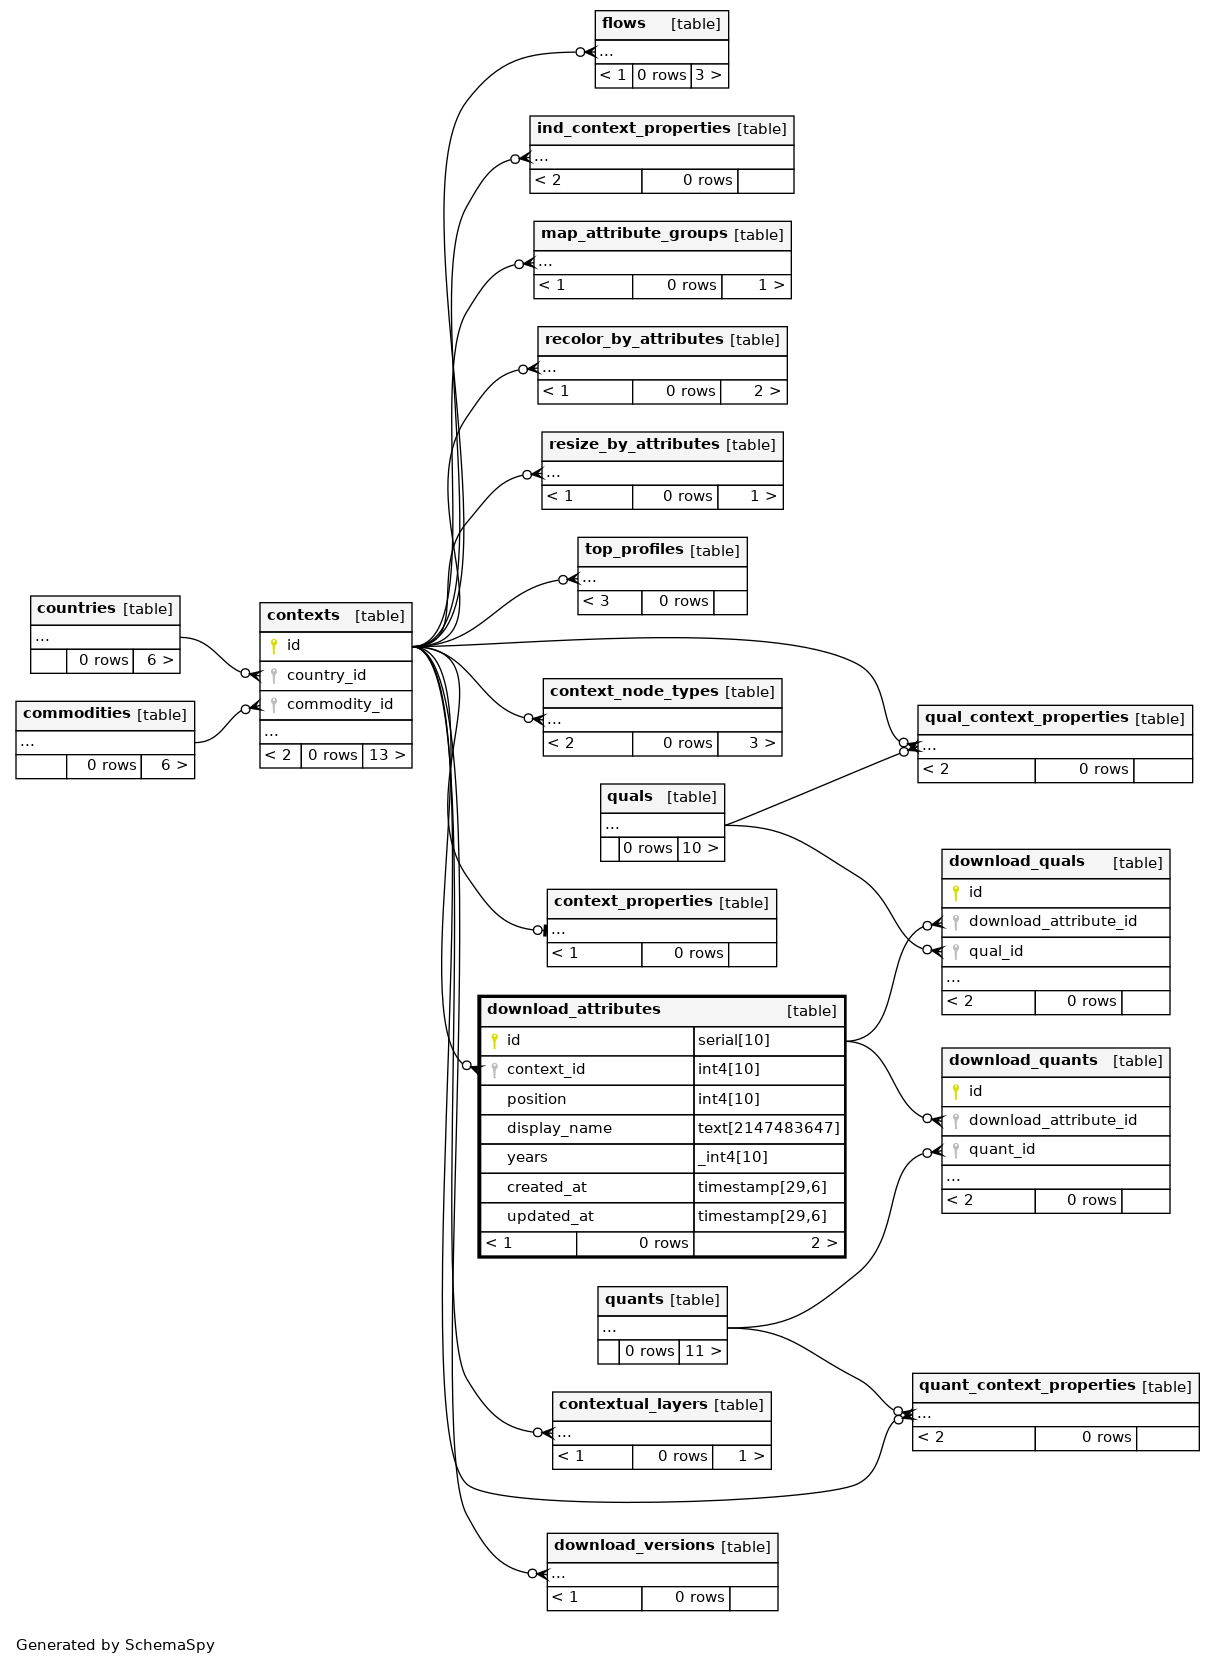 flows [table]
...
< 1 0 rows 3 >
ind_context_properties [table]
...
< 2 0 rows
map_attribute_groups [table]
...
< 1 0 rows 1 >
recolor_by_attributes [table]
...
< 1 0 rows 2 >
resize_by_attributes [table]
...
< 1 0 rows 1 >
top_profiles [table]
...
< 3 0 rows
countries [table]
...
0 rows 6 >
commodities [table]
...
0 rows 6 >
contexts [table]
id
country_id
commodity_id
...
< 2 0 rows 13 >
context_node_types [table]
...
< 2 0 rows 3 >
qual_context_properties [table]
...
< 2 0 rows
quals [table]
...
0 rows 10 >
context_properties [table]
...
< 1 0 rows
download_quals [table]
id
download_attribute_id
qual_id
...
< 2 0 rows
download_attributes [table]
id serial[10]
context_id int4[10]
position int4[10]
display_name text[2147483647]
years _int4[10]
created_at timestamp[29,6]
updated_at timestamp[29,6]
< 1 0 rows 2 >
download_quants [table]
id
download_attribute_id
quant_id
...
< 2 0 rows
quants [table]
...
0 rows 11 >
quant_context_properties [table]
...
< 2 0 rows
contextual_layers [table]
...
< 1 0 rows 1 >
download_versions [table]
...
< 1 0 rows
Generated by SchemaSpy